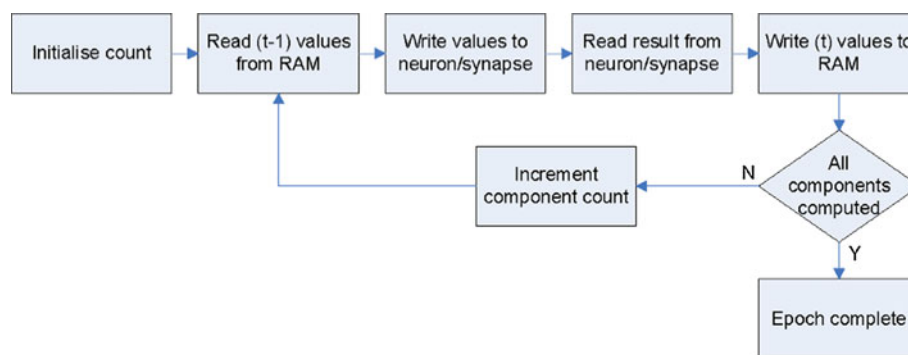 Initialise count
Read (t-1) values
from RAM
Write values to
neuron/synapse
Read result from
neuron/synapse
Write (t) values to
RAM
All
components
computed
N
Increment
component count
Y
Epoch complete